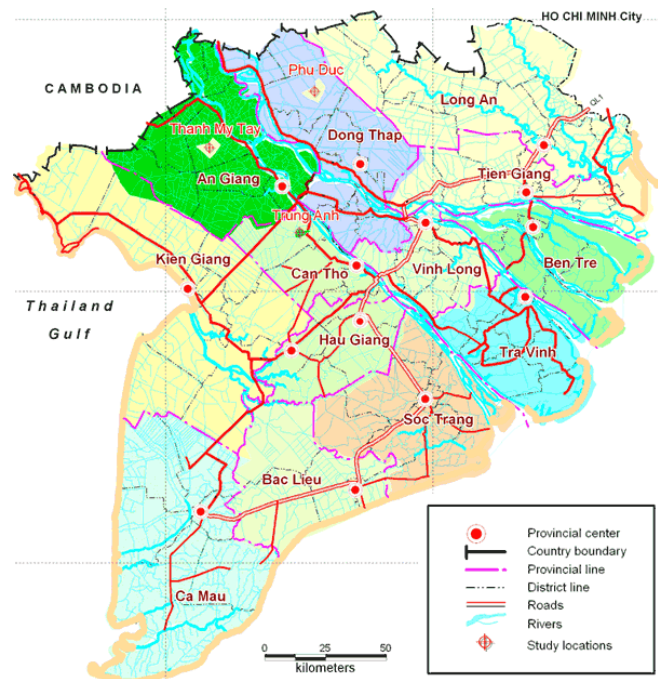 HO CHI MINH City
CAMBODIA
Phu Duc
Long An
QL1
Thanh My Tay
Dong Thap
Tien Giang
An Giang
Trung Anh
Kien Giang
Can Tho
Vinh Long
Ben Tre
Thailand
Gulf
Hau Giang
Tra Vinh
Soc Trang
Bac Lieu
Ca Mau
0 25 50
kilometers
Provincial center
Country boundary
Provincial line
District line
Roads
Rivers
Study locations